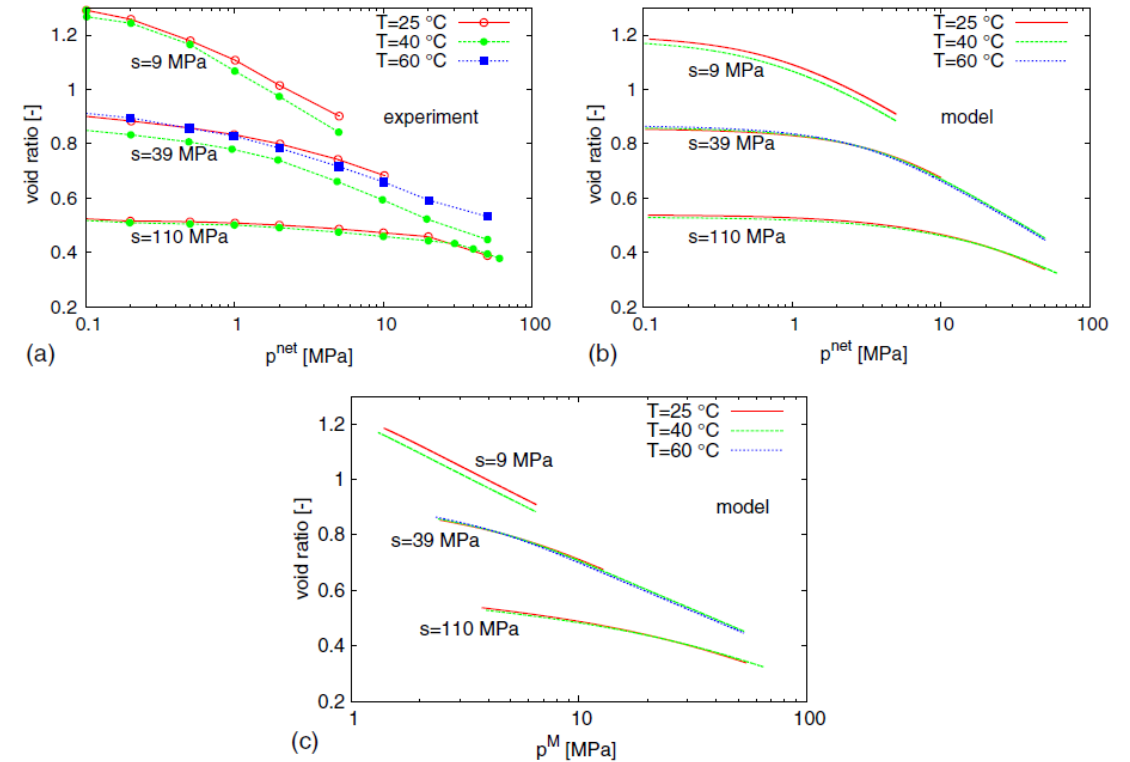 T=25 °C
T=40 °C
T=60 °C
1.2
1
0.8
0.6
0.4
0.2
void ratio [-]
s=9 MPa
experiment
s=39 MPa
s=110 MPa
0.1
1
10
100
p^net [MPa]
(a)
T=25 °C
T=40 °C
T=60 °C
1.2
1
0.8
0.6
0.4
0.2
void ratio [-]
s=9 MPa
model
s=39 MPa
s=110 MPa
0.1
1
10
100
p^net [MPa]
(b)
T=25 °C
T=40 °C
T=60 °C
1.2
1
0.8
0.6
0.4
0.2
void ratio [-]
s=9 MPa
model
s=39 MPa
s=110 MPa
1
10
100
p^M [MPa]
(c)